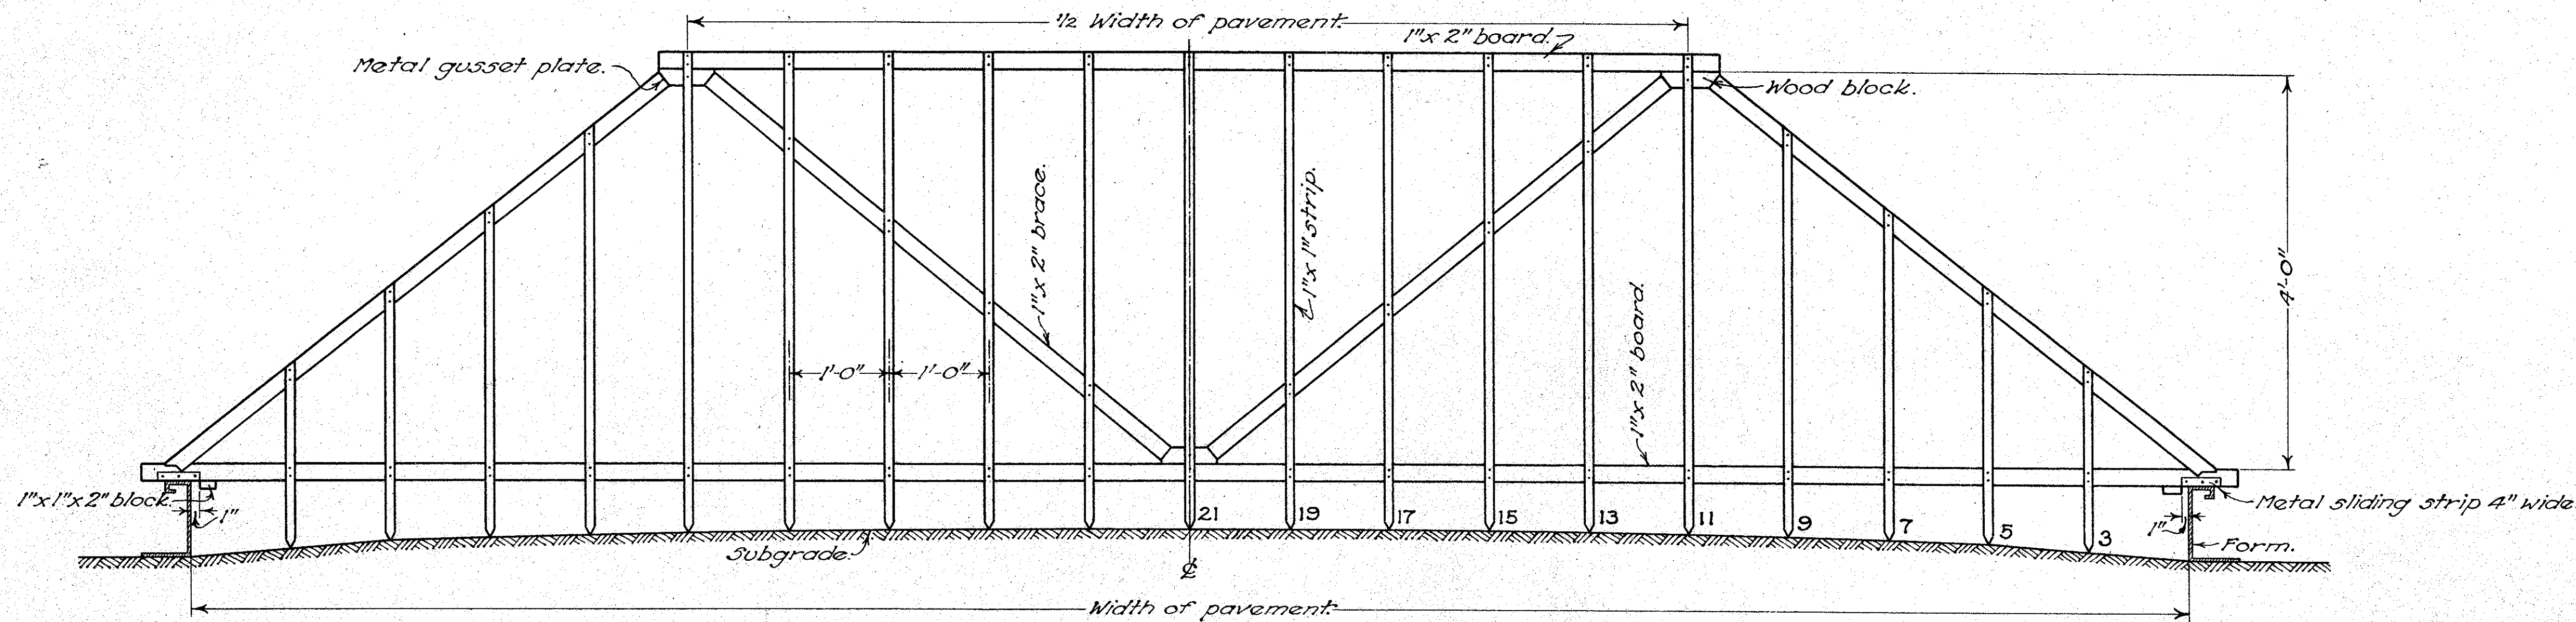 1/2 Width of pavement.
1"x 2" board.
Metal gusset plate.
Wood block.
1"x 2" brace.
1"x 1" strip.
1"x 2" board.
4'-0"
1'-0" 1'-0"
1"x 1"x 2" block.
1"
Metal sliding strip 4" wide.
1"
21 19 17 15 13 11 9 7 5 3
Subgrade.
Form.
℄
Width of pavement.